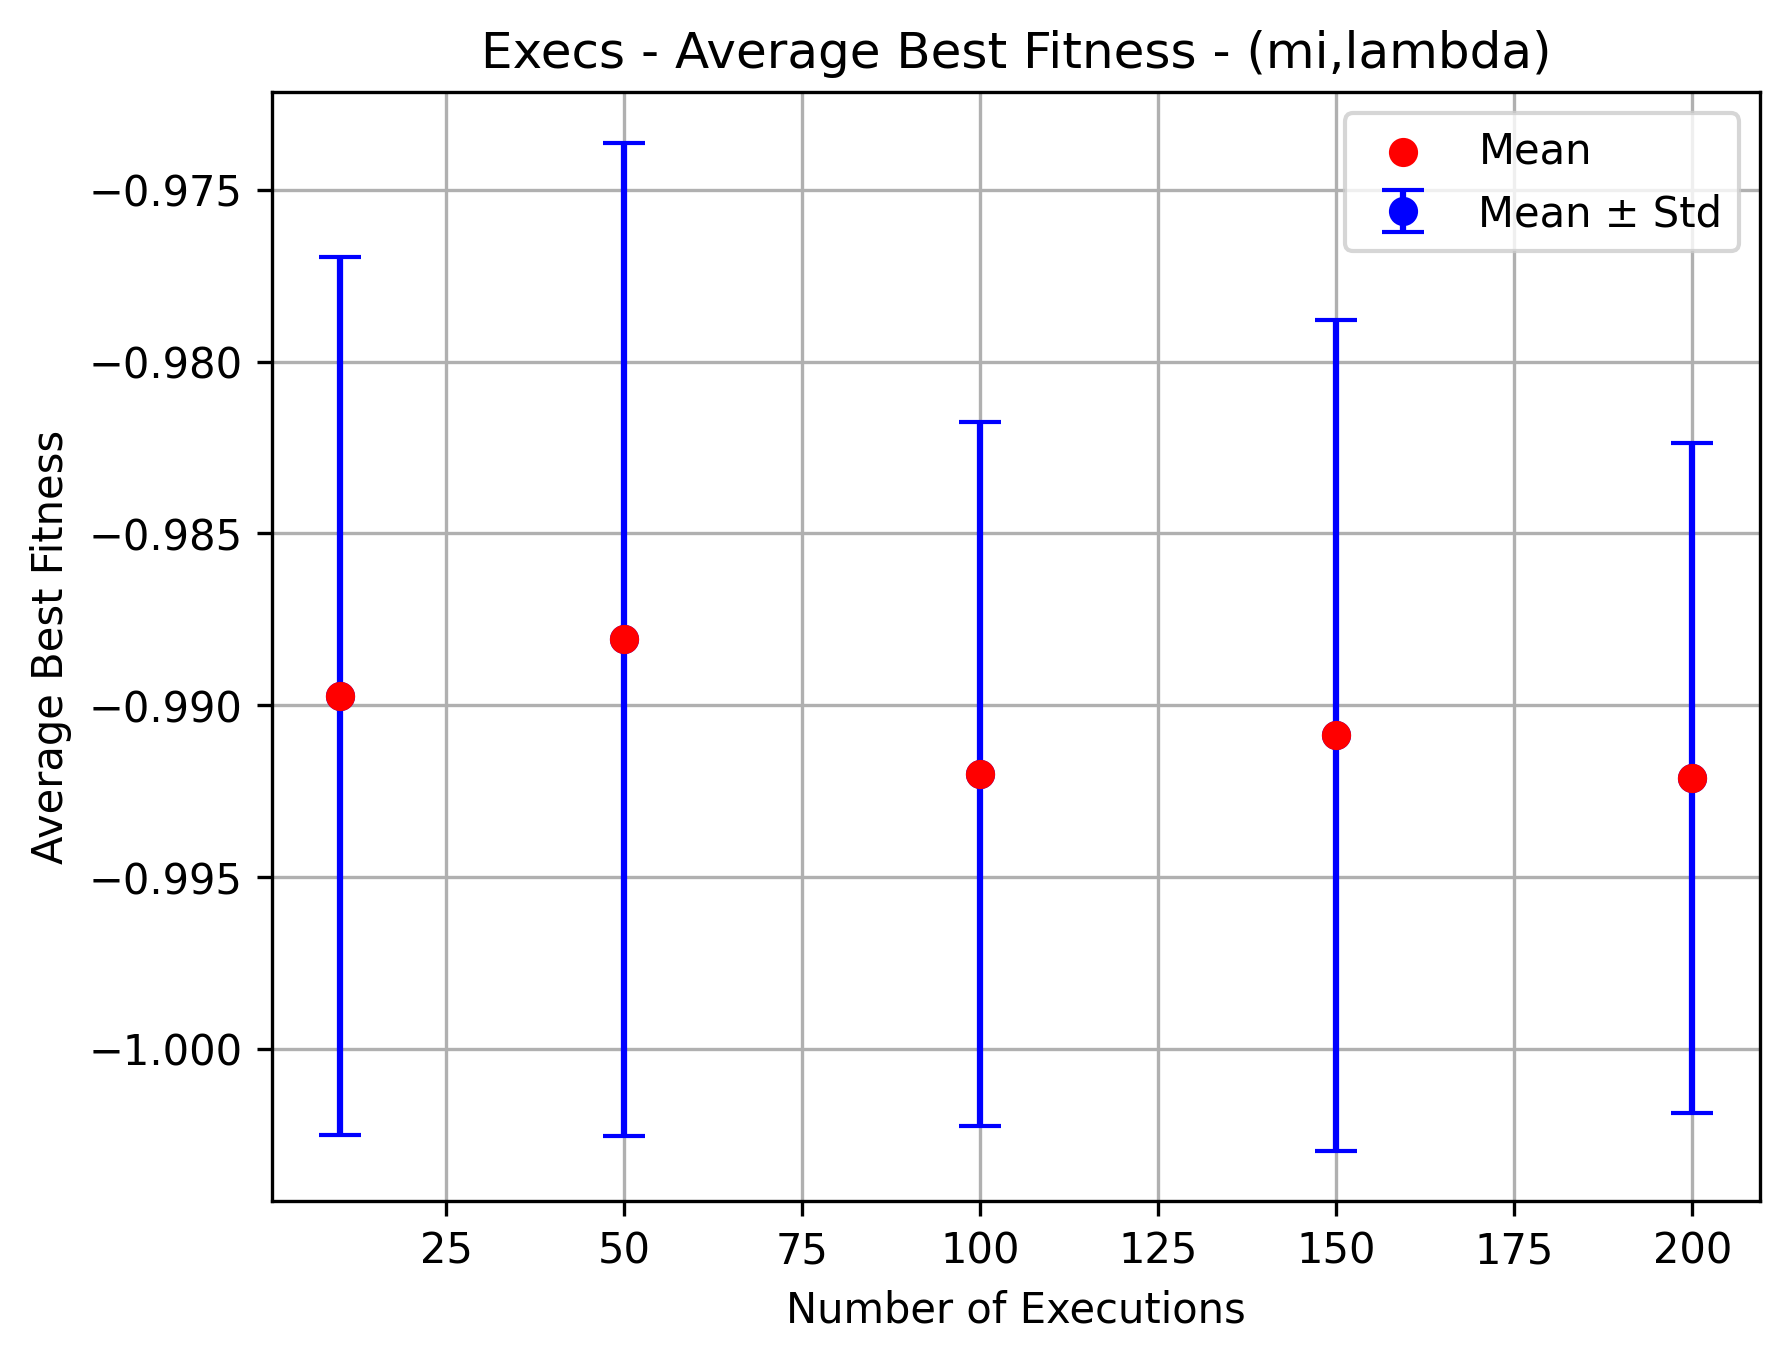 Execs - Average Best Fitness - (mi,lambda)
Mean
Mean ± Std
−0.975
−0.980
−0.985
−0.990
−0.995
−1.000
Average Best Fitness
25 50 75 100 125 150 175 200
Number of Executions